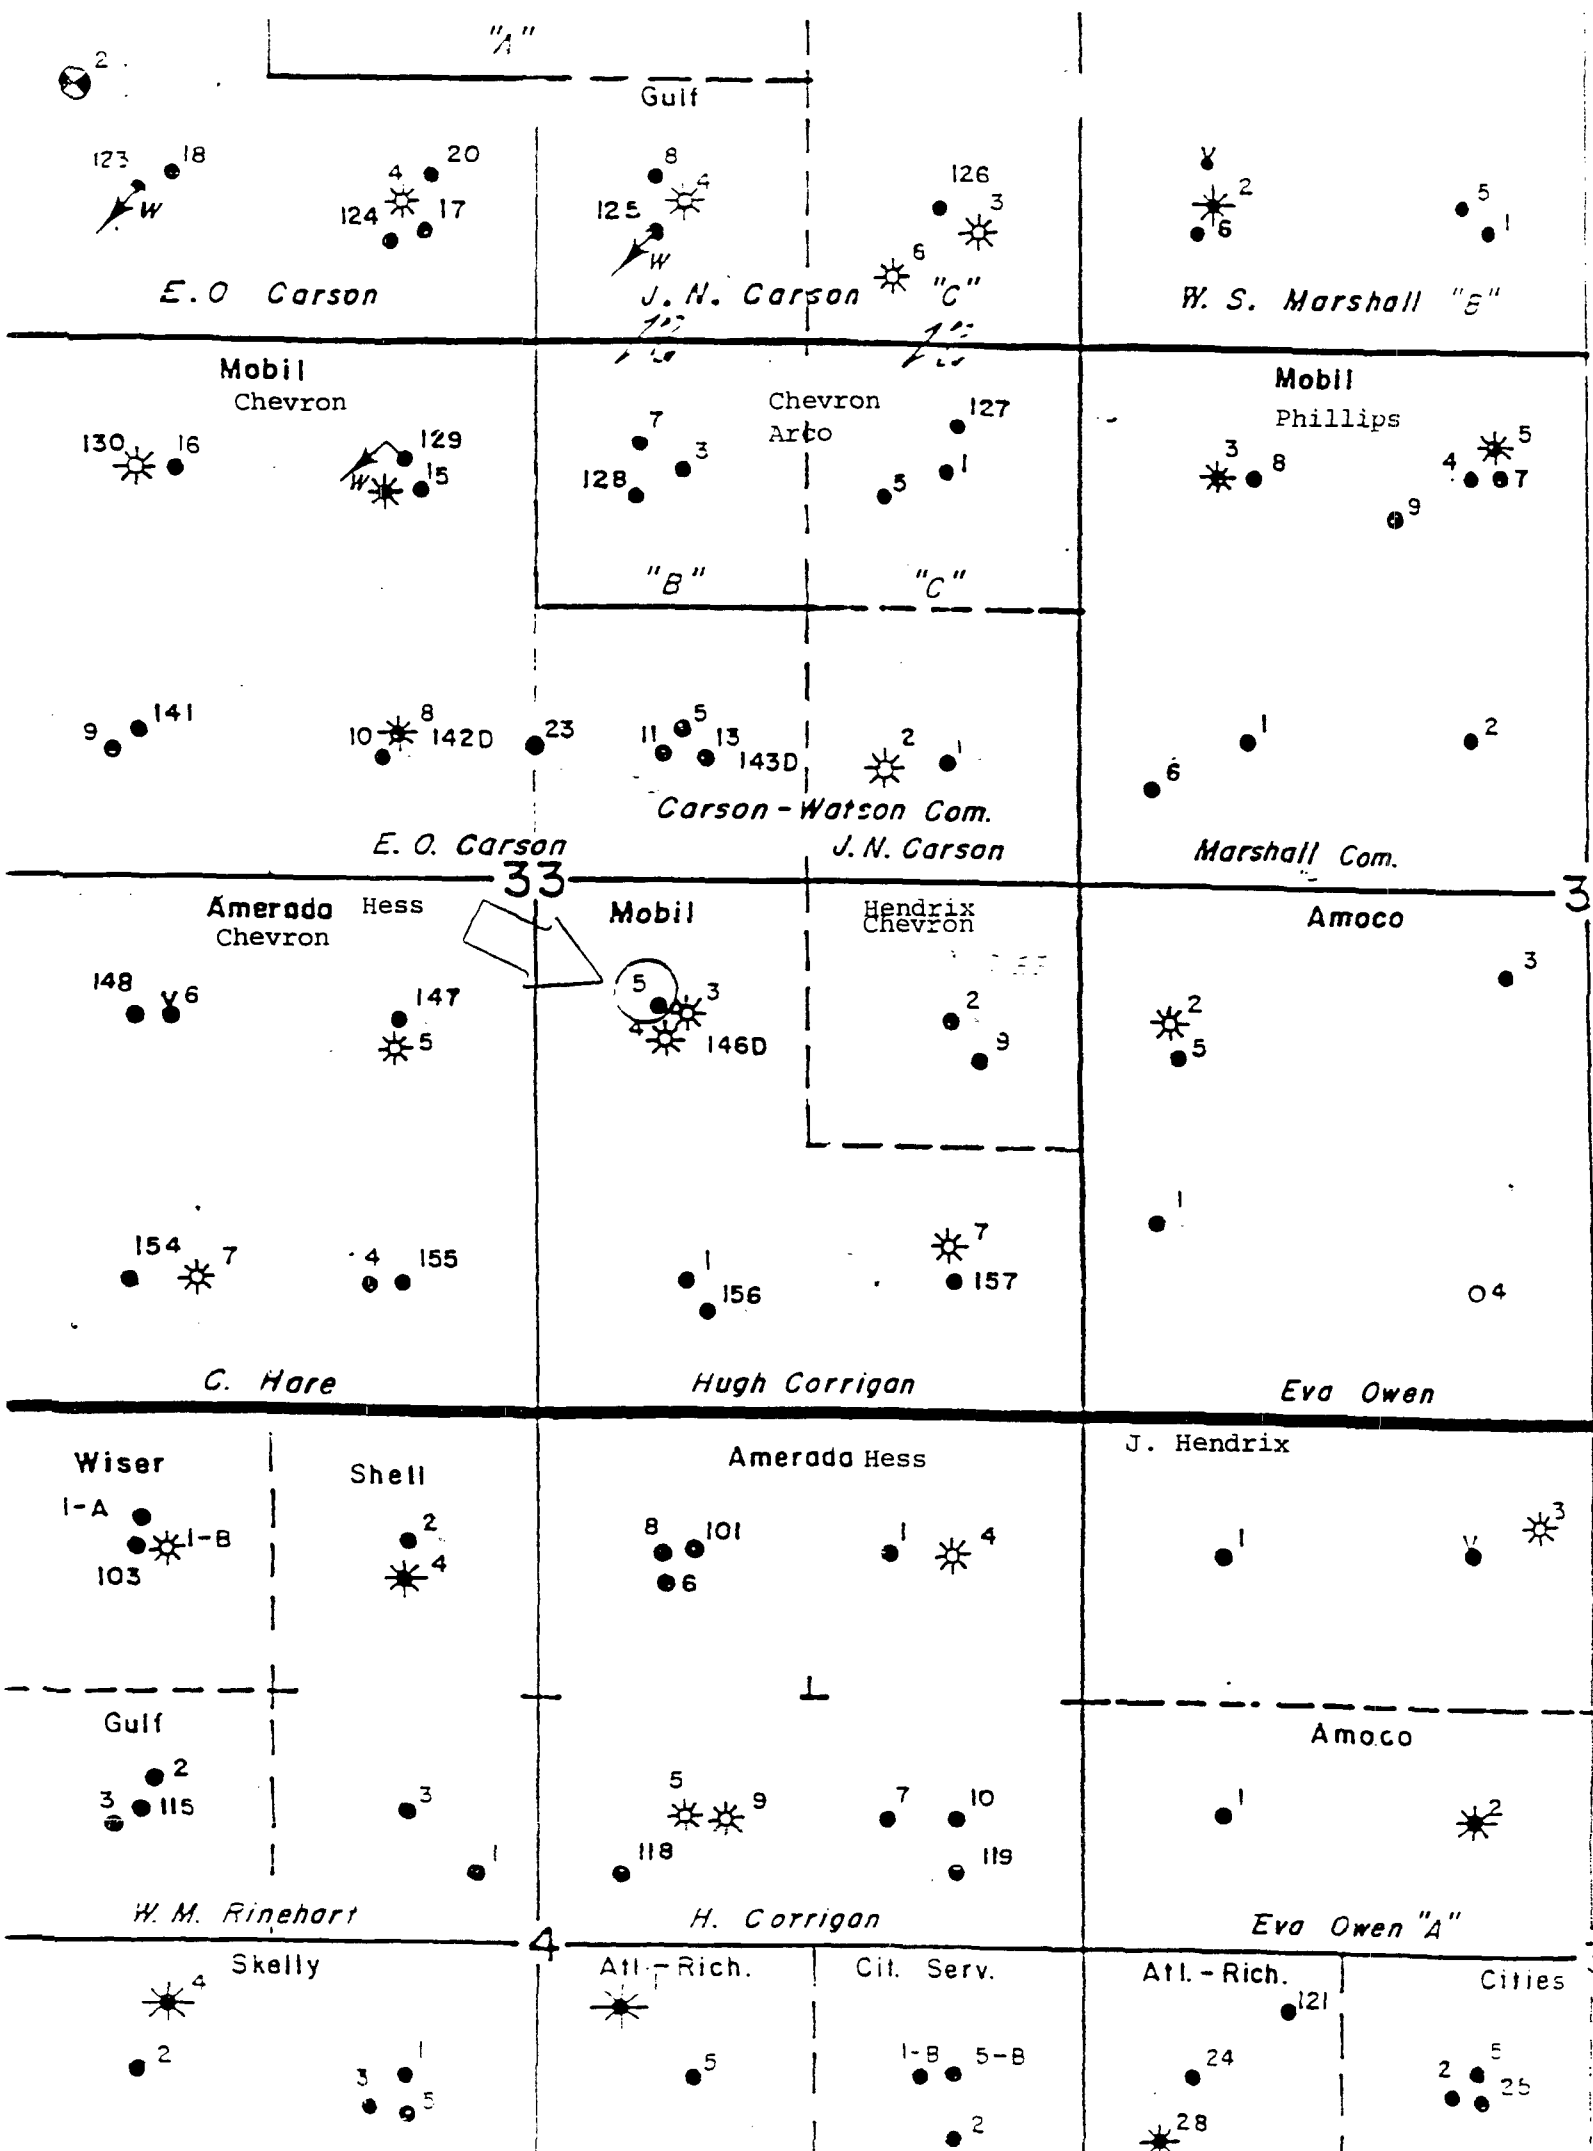 "A"
2
Gulf
123 18
4 20
8 4
126
V
2
5
124 17
125
3
6
1
W
W
6
E.O Carson
J. N. Carson
"C"
W. S. Marshall "B"
Mobil
Chevron
Chevron
Arco
Mobil
Phillips
130 16
129
7
127
3 8
5
W 15
128 3
5 1
4 7
9
"B"
"C"
9 141
8
10 142D
23
5
11 13 143D
2 1
1
2
6
Carson-Watson Com.
E. O. Carson
J. N. Carson
Marshall Com.
33
3
Amerada Hess
Chevron
Mobil
Hendrix
Chevron
Amoco
148 V 6
147
5 3
2
2
3
5
4 146D
9
5
1
154 7
4 155
1
7
156
157
4
C. Hare
Hugh Corrigan
Eva Owen
Wiser
Shell
Amerada Hess
J. Hendrix
1-A
2
8 101
1 4
1
V
3
1-B
103
4
6
Gulf
Amoco
2
3 115
3
5 9
7 10
1
2
1
118
119
W. M. Rinehart
H. Corrigan
Eva Owen "A"
4
Skelly
Atl.-Rich.
Cit. Serv.
Atl.-Rich.
Cities
4
121
2
1
3 5
5
1-B 5-B
24
5
2 25
2
28